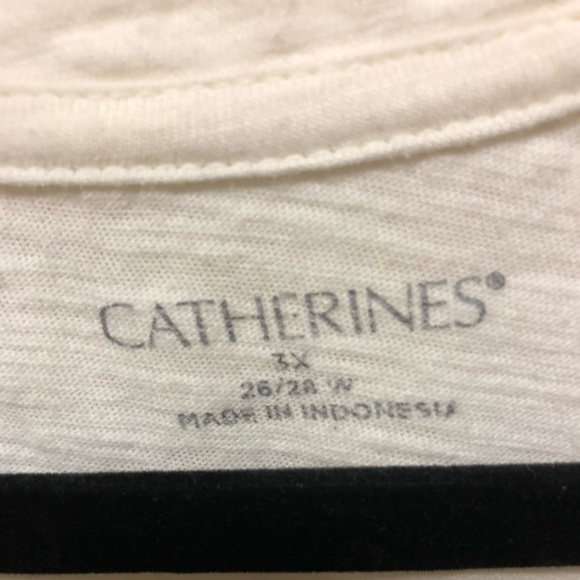 CATHERINES®
3X
26/28 W
MADE IN INDONESIA